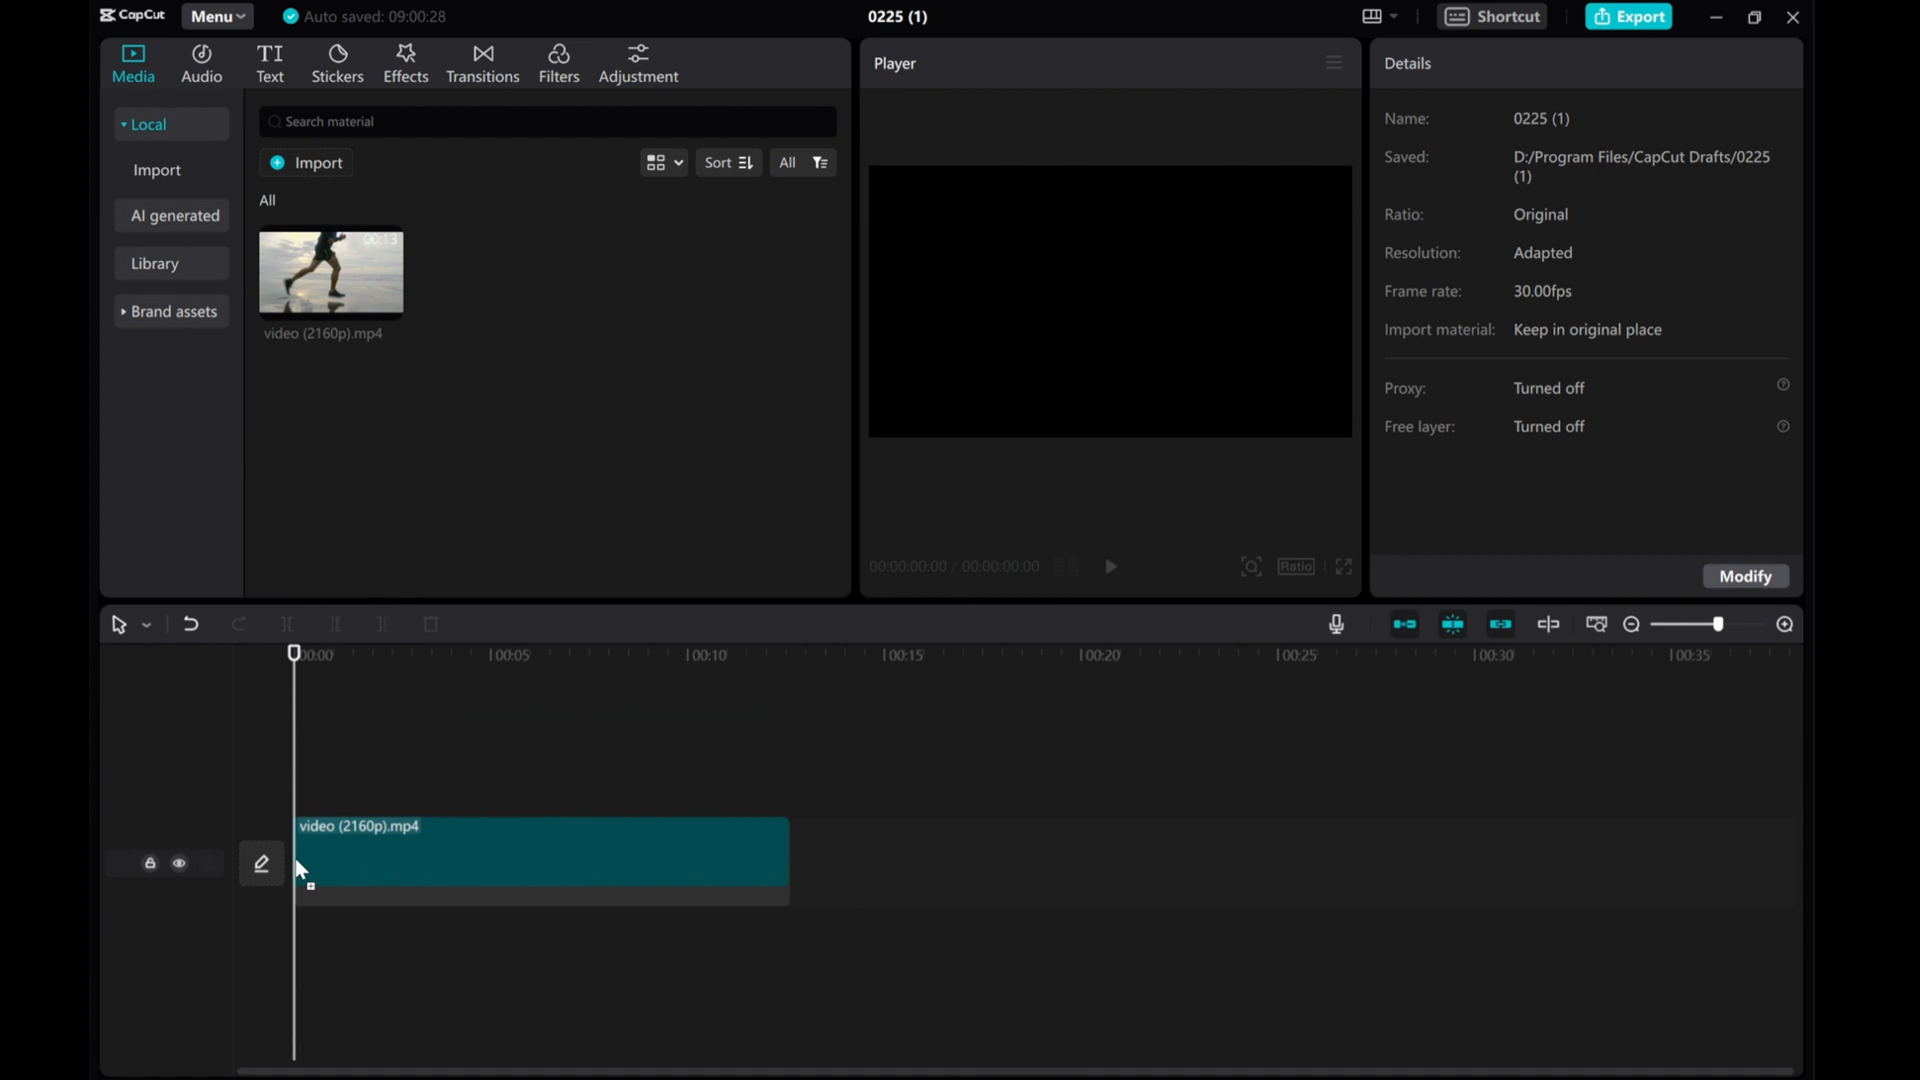 CapCut
Menu
Auto saved: 09:00:28
0225 (1)
Shortcut
Export
Media
Audio
TI
Text
Stickers
Effects
Transitions
Filters
Adjustment
Player
Details
Local
Import
AI generated
Library
Brand assets
Search material
Import
Sort
All
All
00:13
video (2160p).mp4
00:00:00:00 / 00:00:00:00
Ratio
Name: 0225 (1)
Saved: D:/Program Files/CapCut Drafts/0225
(1)
Ratio: Original
Resolution: Adapted
Frame rate: 30.00fps
Import material: Keep in original place
Proxy: Turned off
Free layer: Turned off
Modify
00:00 00:05 00:10 00:15 00:20 00:25 00:30 00:35
video (2160p).mp4